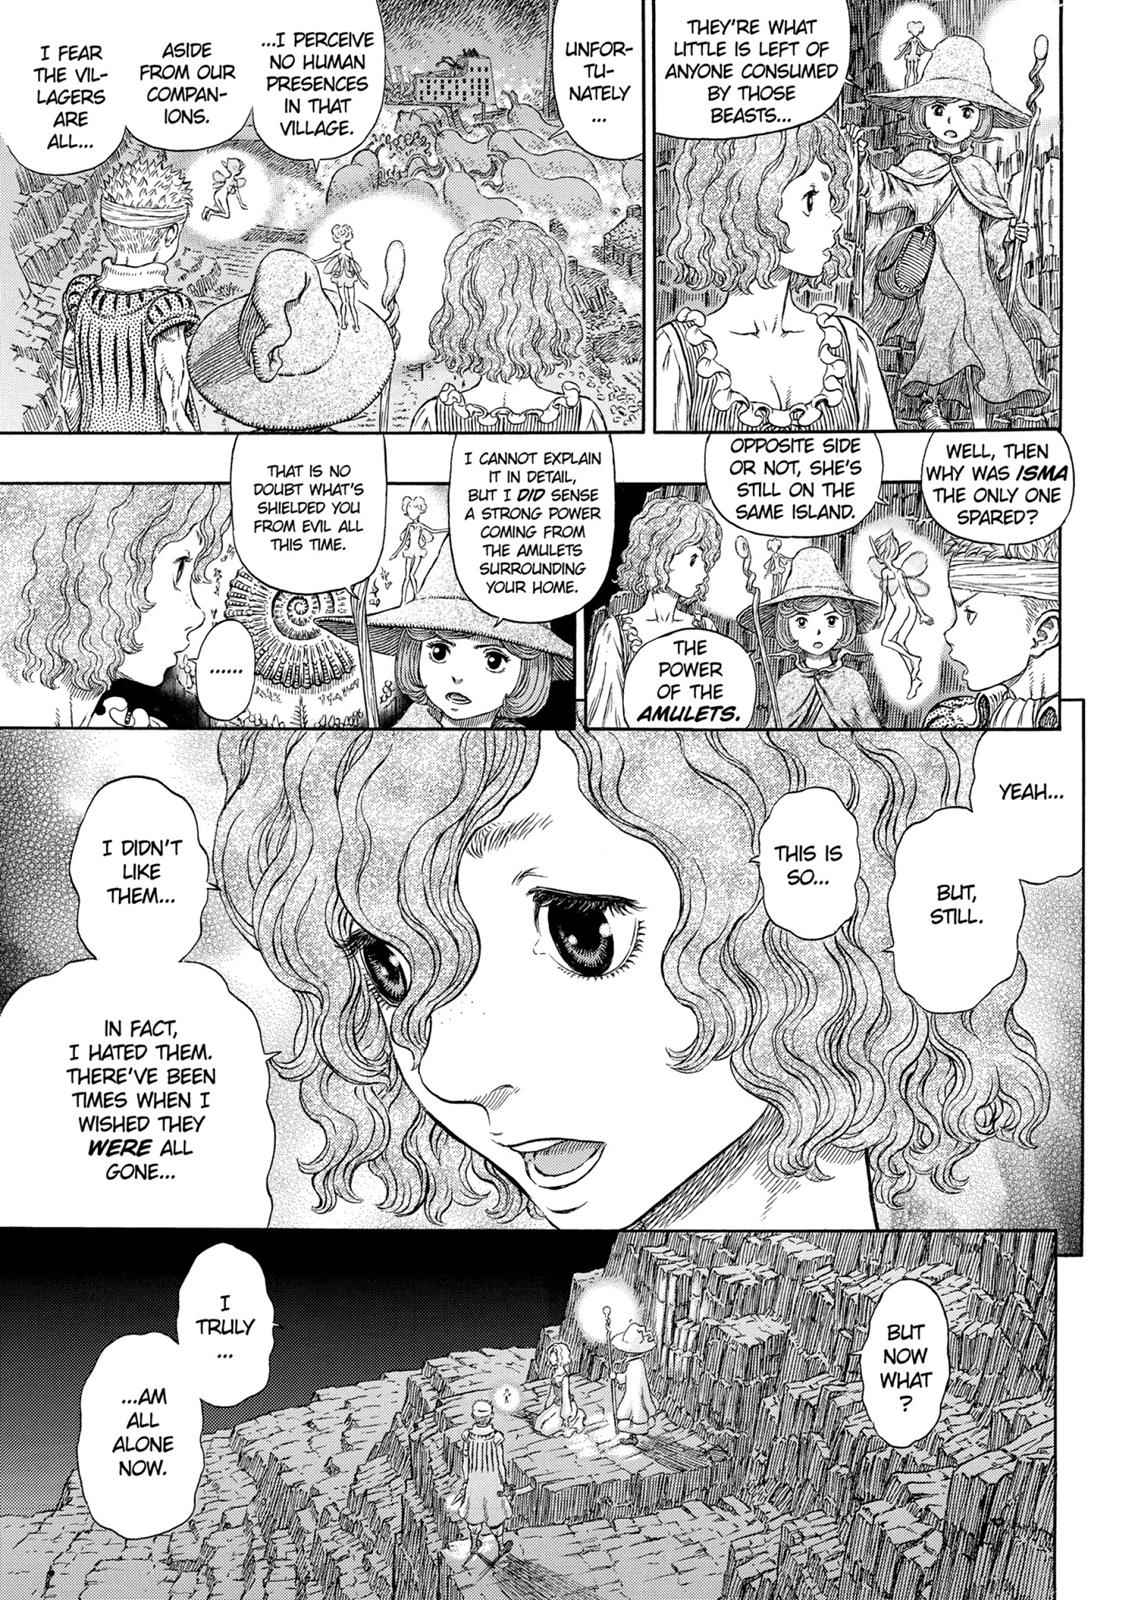 THEY'RE WHAT
LITTLE IS LEFT OF
ANYONE CONSUMED
BY THOSE
BEASTS...
UNFOR-
TU-
NATELY
...
...I PERCEIVE
NO HUMAN
PRESENCES
IN THAT
VILLAGE.
ASIDE
FROM OUR
COMPAN-
IONS.
I FEAR
THE VIL-
LAGERS
ARE
ALL...
WELL, THEN
WHY WAS ISMA
THE ONLY ONE
SPARED?
OPPOSITE SIDE
OR NOT, SHE'S
STILL ON THE
SAME ISLAND.
THE
POWER
OF THE
AMULETS.
I CANNOT EXPLAIN
IT IN DETAIL,
BUT I DID SENSE
A STRONG POWER
COMING FROM
THE AMULETS
SURROUNDING
YOUR HOME.
THAT IS NO
DOUBT WHAT'S
SHIELDED YOU
FROM EVIL ALL
THIS TIME.
......
YEAH...
BUT,
STILL.
THIS IS
SO...
I DIDN'T
LIKE
THEM...
IN FACT,
I HATED THEM.
THERE'VE BEEN
TIMES WHEN I
WISHED THEY
WERE ALL
GONE...
BUT
NOW
WHAT
?
I
TRULY
...
...AM
ALL
ALONE
NOW.